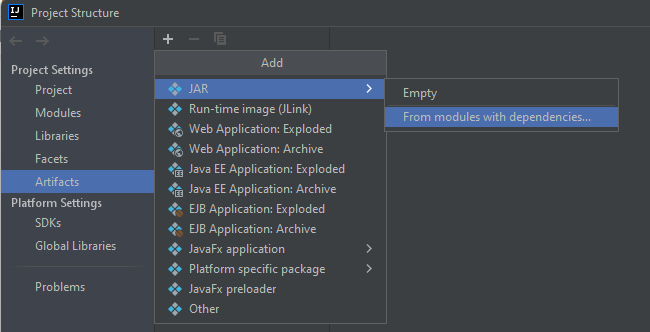 IJ
Project Structure
Project Settings
Project
Modules
Libraries
Facets
Artifacts
Platform Settings
SDKs
Global Libraries
Problems
Add
JAR
Run-time image (JLink)
Web Application: Exploded
Web Application: Archive
Java EE Application: Exploded
Java EE Application: Archive
EJB Application: Exploded
EJB Application: Archive
JavaFx application
Platform specific package
JavaFx preloader
Other
Empty
From modules with dependencies...